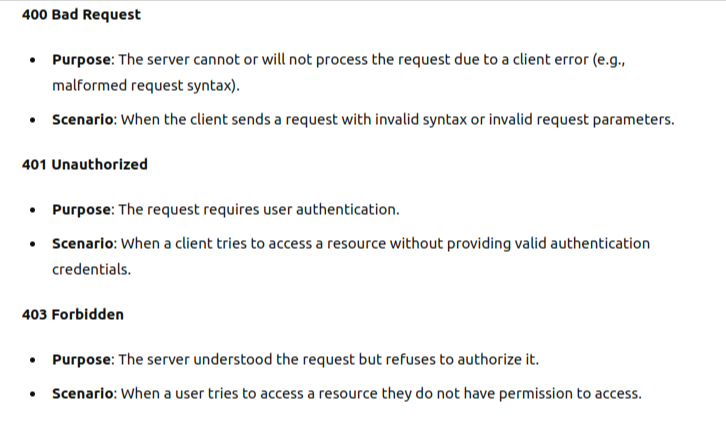 400 Bad Request
• Purpose: The server cannot or will not process the request due to a client error (e.g.,
malformed request syntax).
• Scenario: When the client sends a request with invalid syntax or invalid request parameters.
401 Unauthorized
• Purpose: The request requires user authentication.
• Scenario: When a client tries to access a resource without providing valid authentication
credentials.
403 Forbidden
• Purpose: The server understood the request but refuses to authorize it.
• Scenario: When a user tries to access a resource they do not have permission to access.